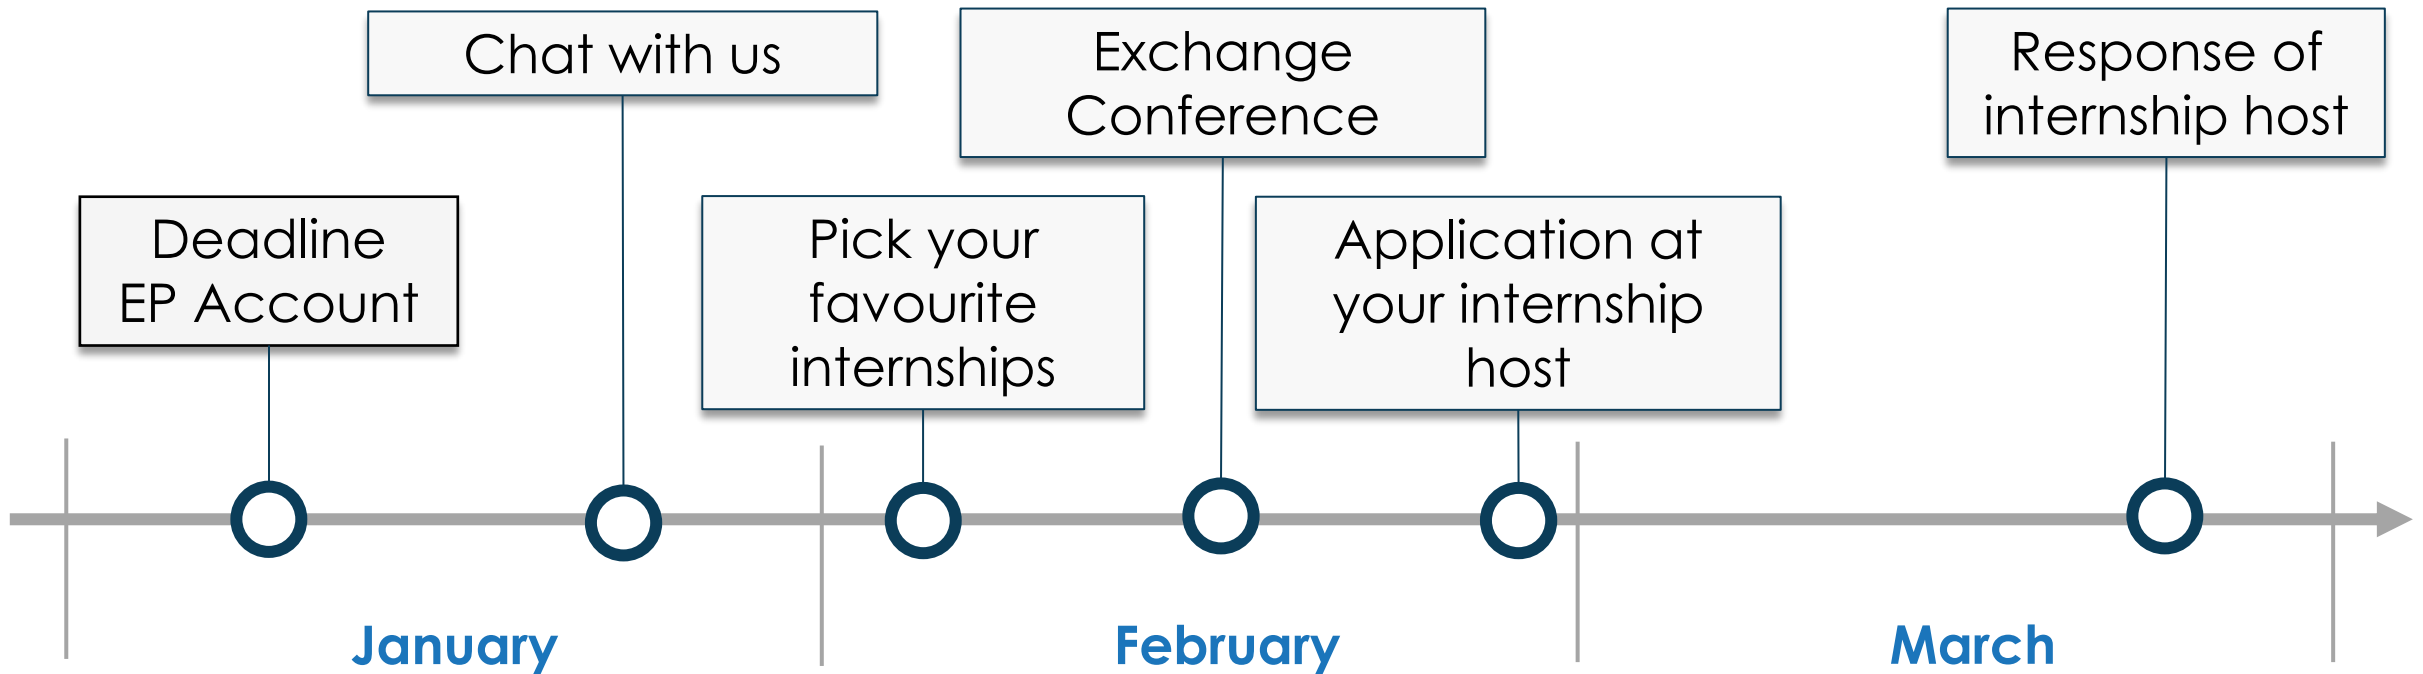 Chat with us
Exchange
Conference
Response of
internship host
Deadline
EP Account
Pick your
favourite
internships
Application at
your internship
host
January
February
March